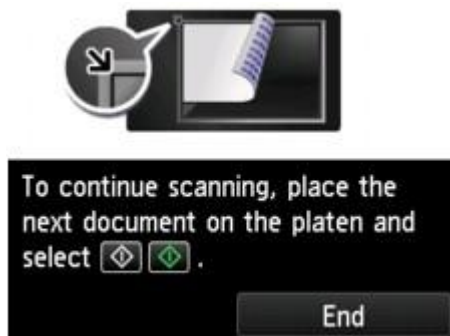 To continue scanning, place the
next document on the platen and
select .
End